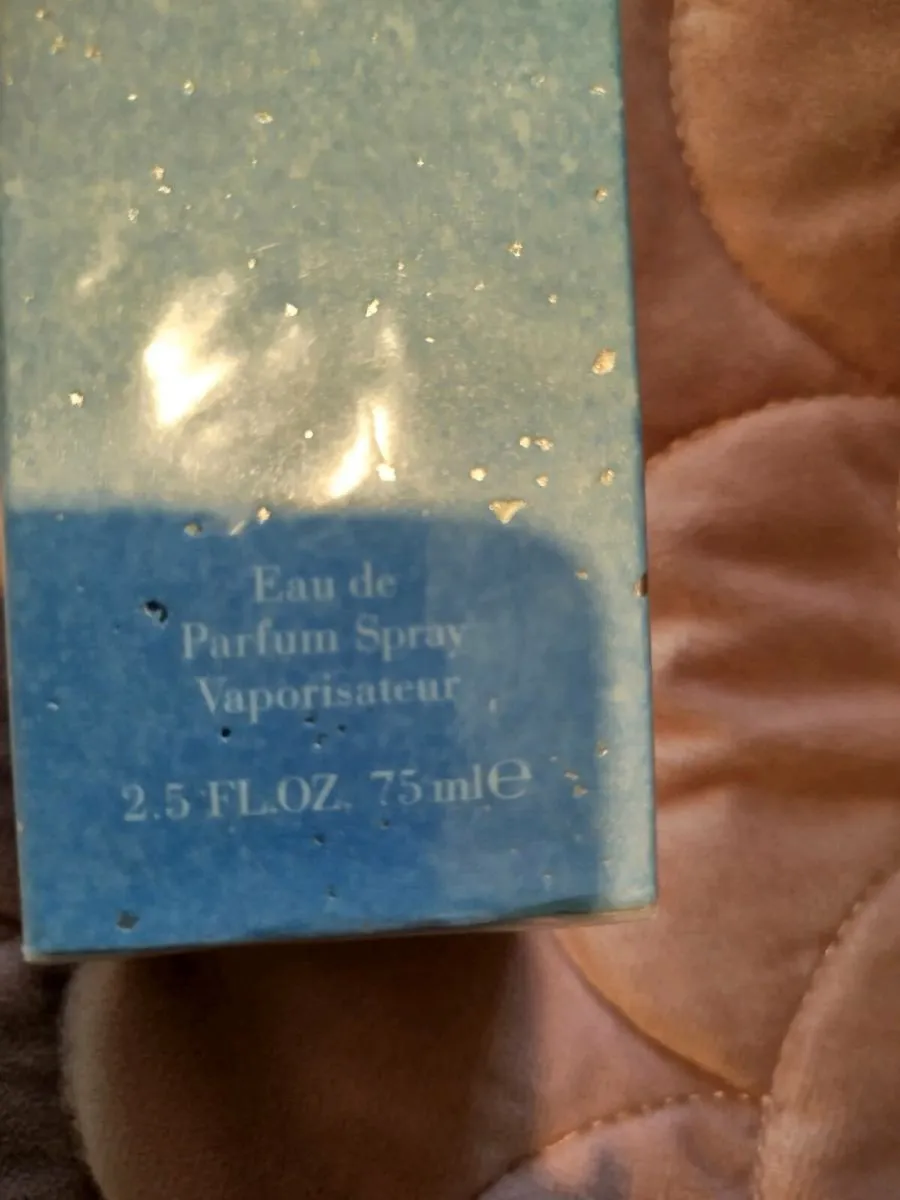 Eau de
Parfum Spray
Vaporisateur
2.5 FL.OZ. 75 ml℮